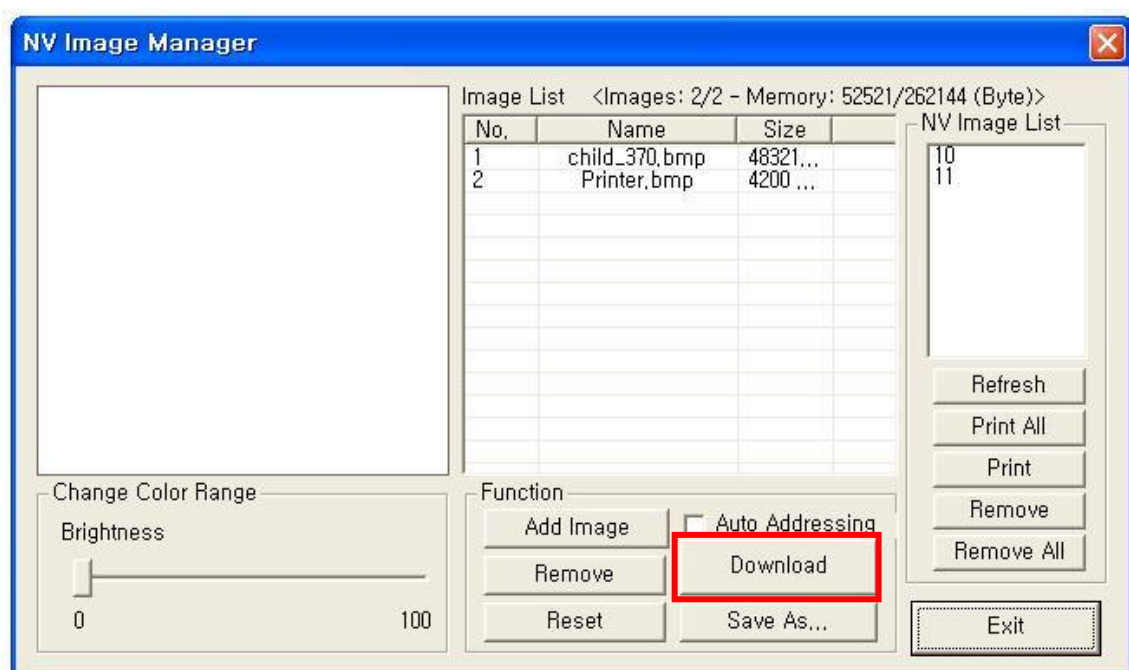 NV Image Manager
Image List <Images: 2/2 - Memory: 52521/262144 (Byte)>
No. Name Size
1 child_370.bmp 48321...
2 Printer.bmp 4200 ...
NV Image List
10
11
Refresh
Print All
Print
Remove
Remove All
Exit
Change Color Range
Brightness
0 100
Function
Add Image Auto Addressing
Remove Download
Reset Save As...